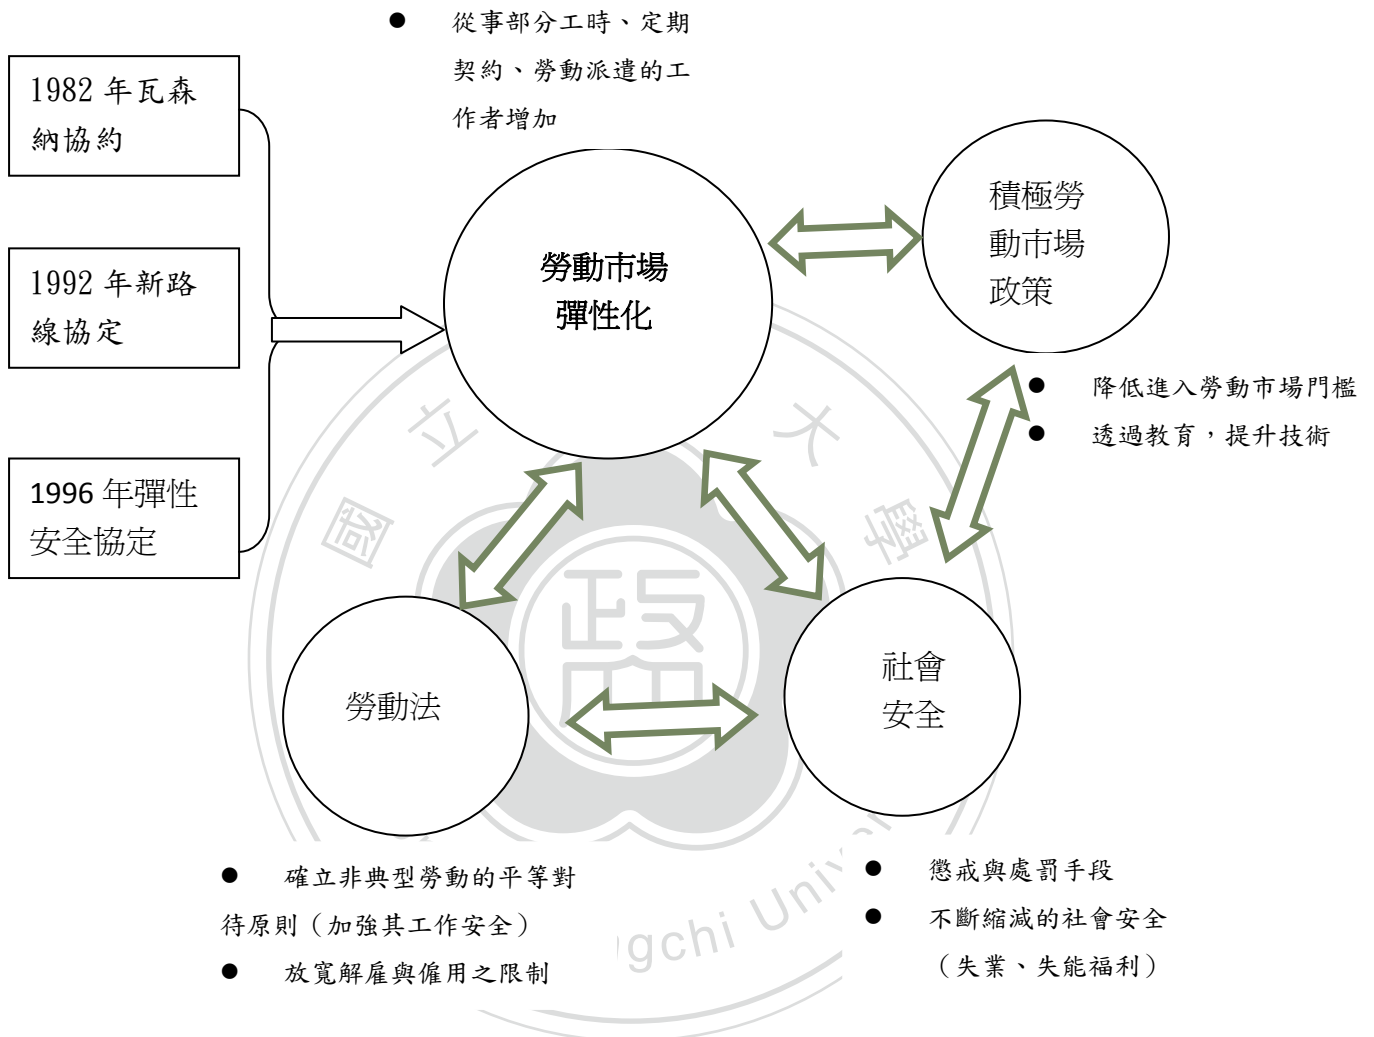 ● 從事部分工時、定期
契約、勞動派遣的工
作者增加
1982 年瓦森
納協約
1992 年新路
線協定
1996 年彈性
安全協定
勞動市場
彈性化
積極勞
動市場
政策
● 降低進入勞動市場門檻
● 透過教育，提升技術
勞動法
社會
安全
● 確立非典型勞動的平等對
待原則（加強其工作安全）
● 放寬解雇與僱用之限制
● 懲戒與處罰手段
● 不斷縮減的社會安全
（失業、失能福利）
國立
大學
政
gchi Univer